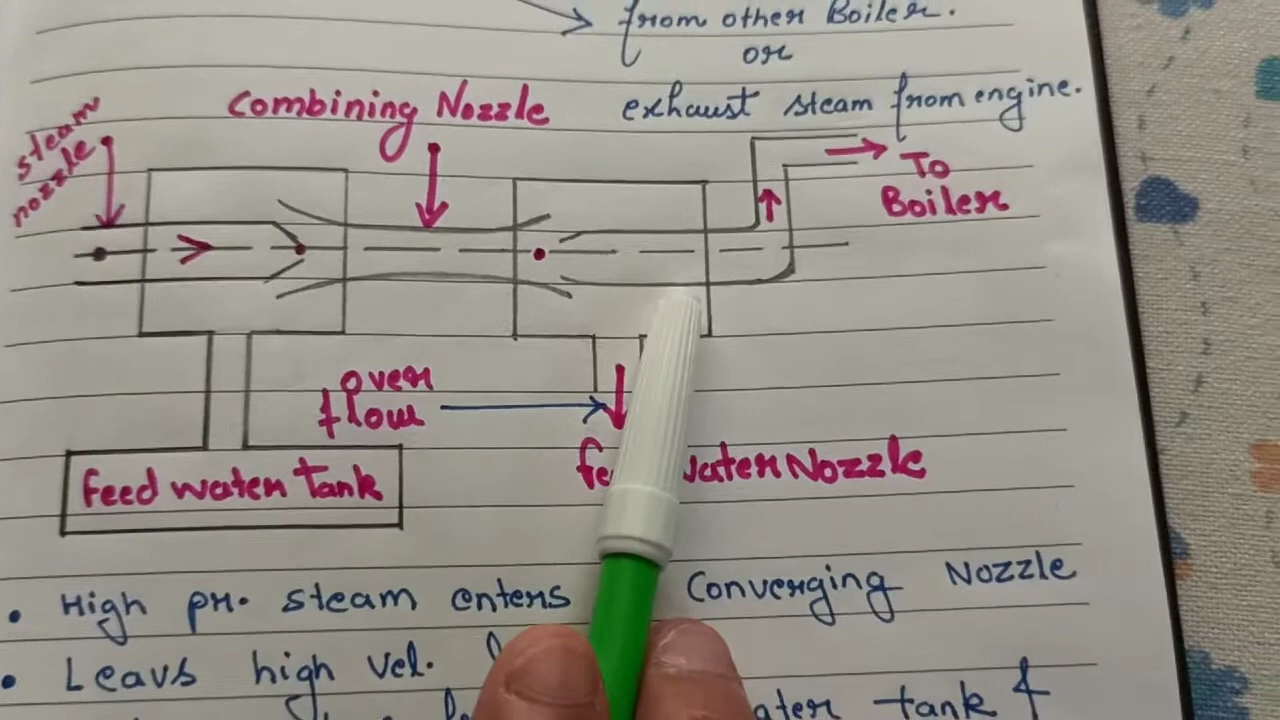 from other Boiler.
or
exhaust steam from engine.
Combining Nozzle
steam
nozzle
To
Boiler
over
flow
feed water Tank
water Nozzle
• High pr. steam enters Converging Nozzle
• Leavs high vel.
water tank &